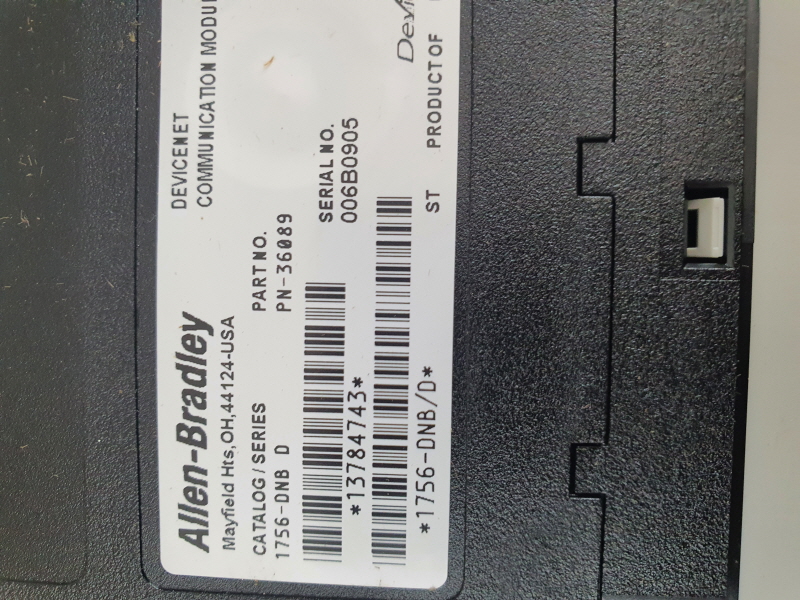 Allen-Bradley
Mayfield Hts,OH,44124-USA
DEVICENET
COMMUNICATION MODU
CATALOG / SERIES
1756-DNB D
PART NO.
PN-36089
SERIAL NO.
006B0905
*13784743*
*1756-DNB/D*
ST
PRODUCT OF